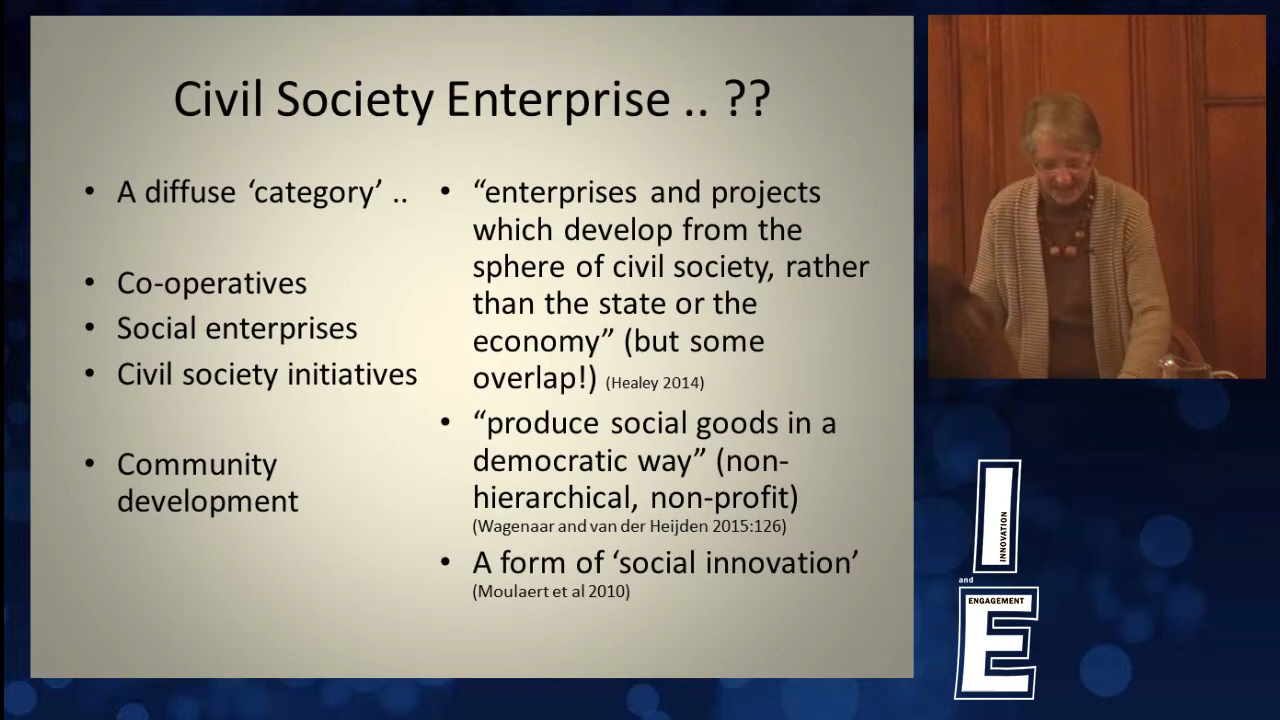 Civil Society Enterprise .. ??
• A diffuse ‘category’ ..
• Co-operatives
• Social enterprises
• Civil society initiatives
• Community
development
• “enterprises and projects
which develop from the
sphere of civil society, rather
than the state or the
economy” (but some
overlap!) (Healey 2014)
• “produce social goods in a
democratic way” (non-
hierarchical, non-profit)
(Wagenaar and van der Heijden 2015:126)
• A form of ‘social innovation’
(Moulaert et al 2010)
I
INNOVATION
and
ENGAGEMENT
E